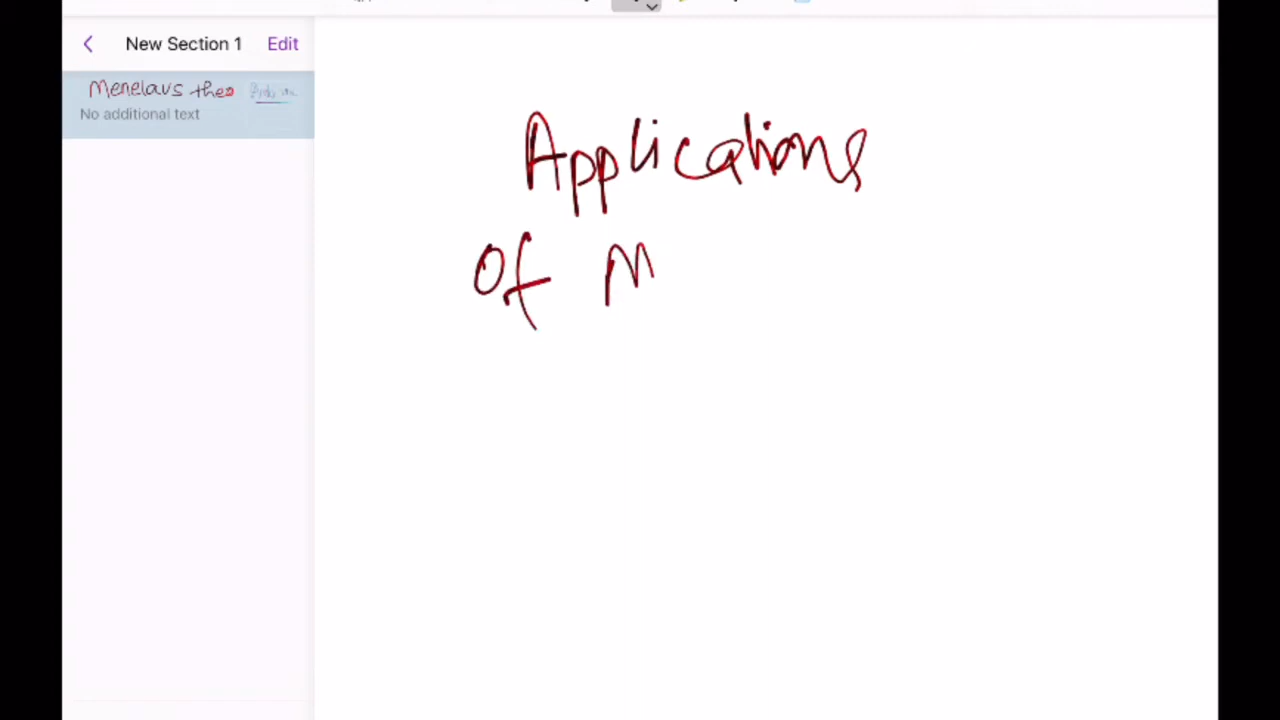 New Section 1 Edit
Menelaus theo
No additional text
Applications
Of M